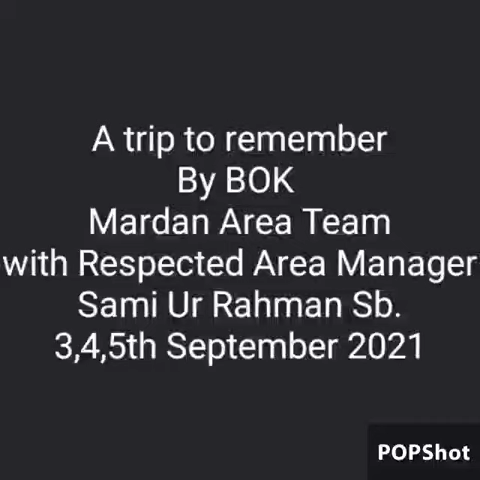 A trip to remember
By BOK
Mardan Area Team
with Respected Area Manager
Sami Ur Rahman Sb.
3,4,5th September 2021
POPShot